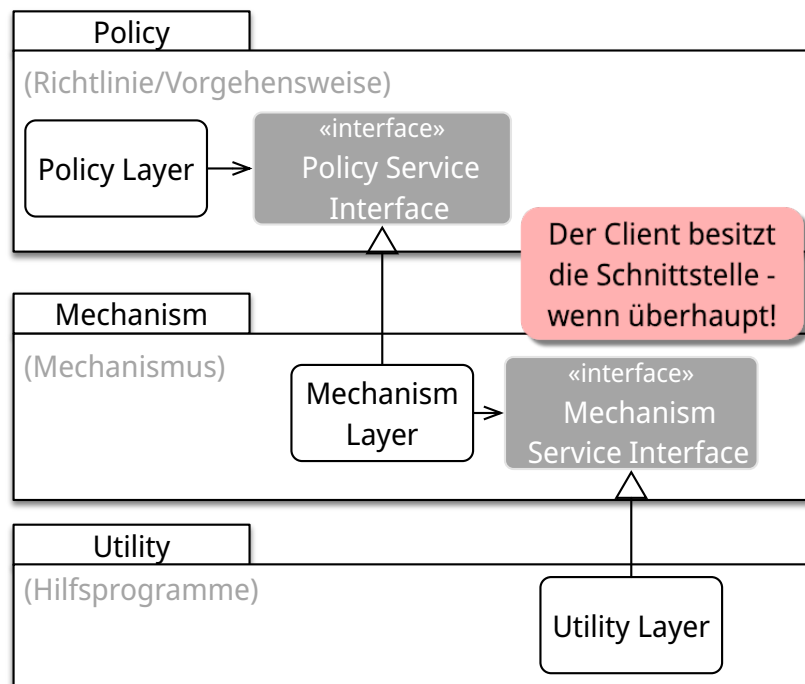 Policy
(Richtlinie/Vorgehensweise)
Policy Layer
«interface»
Policy Service
Interface
Der Client besitzt
die Schnittstelle -
wenn überhaupt!
Mechanism
(Mechanismus)
Mechanism
Layer
«interface»
Mechanism
Service Interface
Utility
(Hilfsprogramme)
Utility Layer